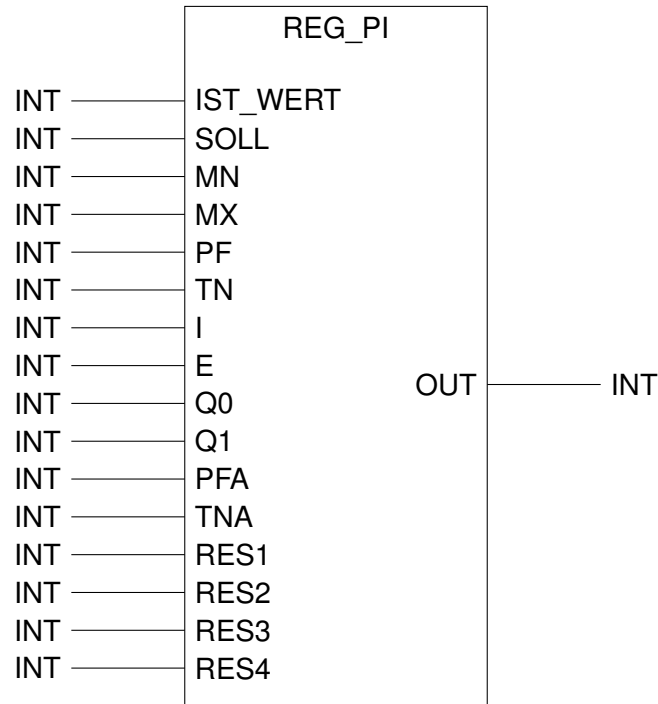 REG_PI
INT IST_WERT
INT SOLL
INT MN
INT MX
INT PF
INT TN
INT I
INT E
OUT INT
INT Q0
INT Q1
INT PFA
INT TNA
INT RES1
INT RES2
INT RES3
INT RES4